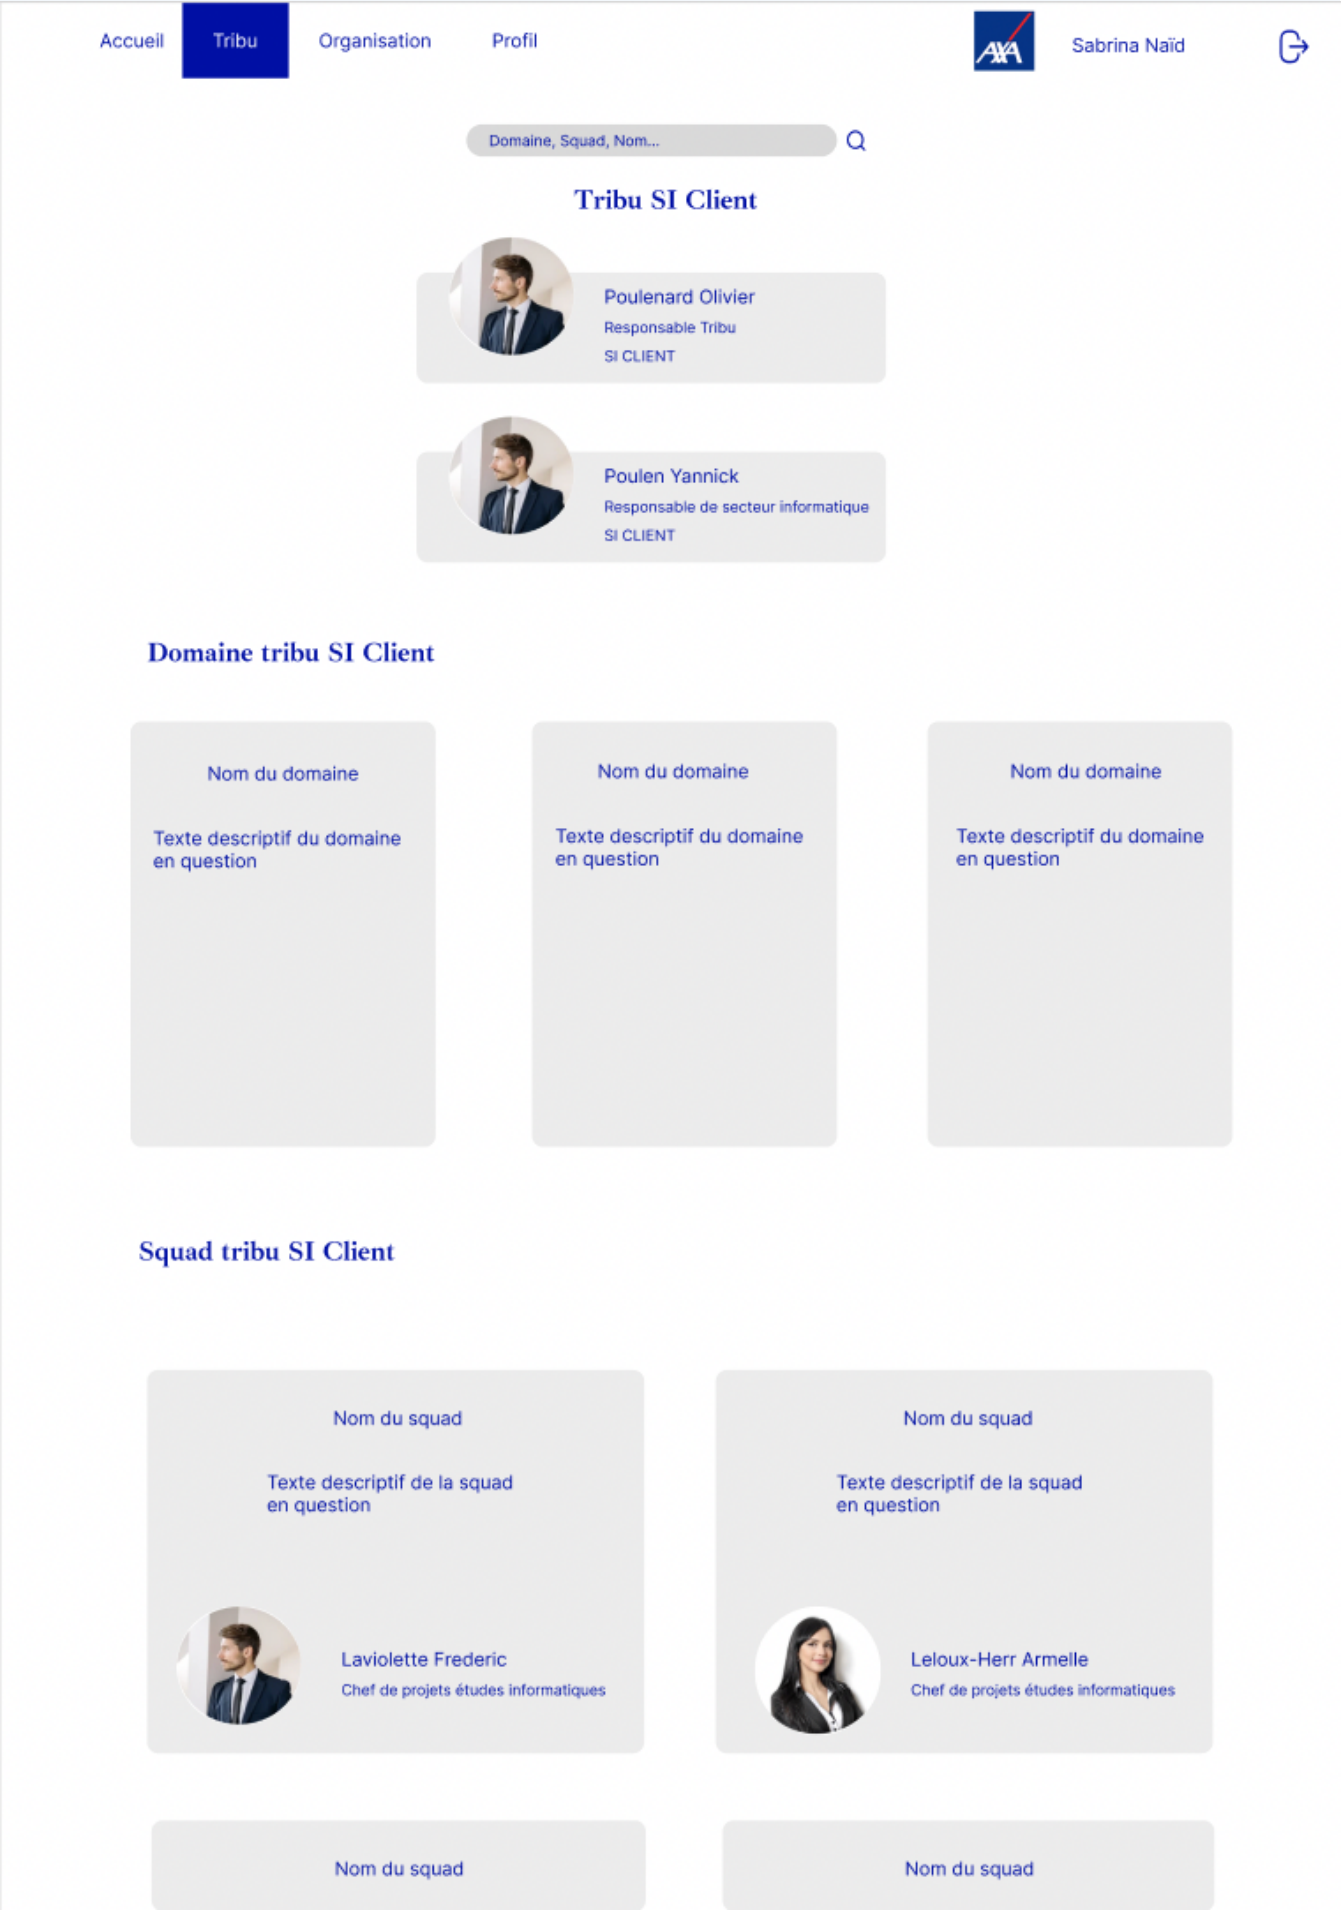 Accueil
Tribu
Organisation
Profil
AXA
Sabrina Naïd
Domaine, Squad, Nom...
Tribu SI Client
Poulenard Olivier
Responsable Tribu
SI CLIENT
Poulen Yannick
Responsable de secteur informatique
SI CLIENT
Domaine tribu SI Client
Nom du domaine
Texte descriptif du domaine
en question
Nom du domaine
Texte descriptif du domaine
en question
Nom du domaine
Texte descriptif du domaine
en question
Squad tribu SI Client
Nom du squad
Texte descriptif de la squad
en question
Laviolette Frederic
Chef de projets études informatiques
Nom du squad
Texte descriptif de la squad
en question
Leloux-Herr Armelle
Chef de projets études informatiques
Nom du squad
Nom du squad